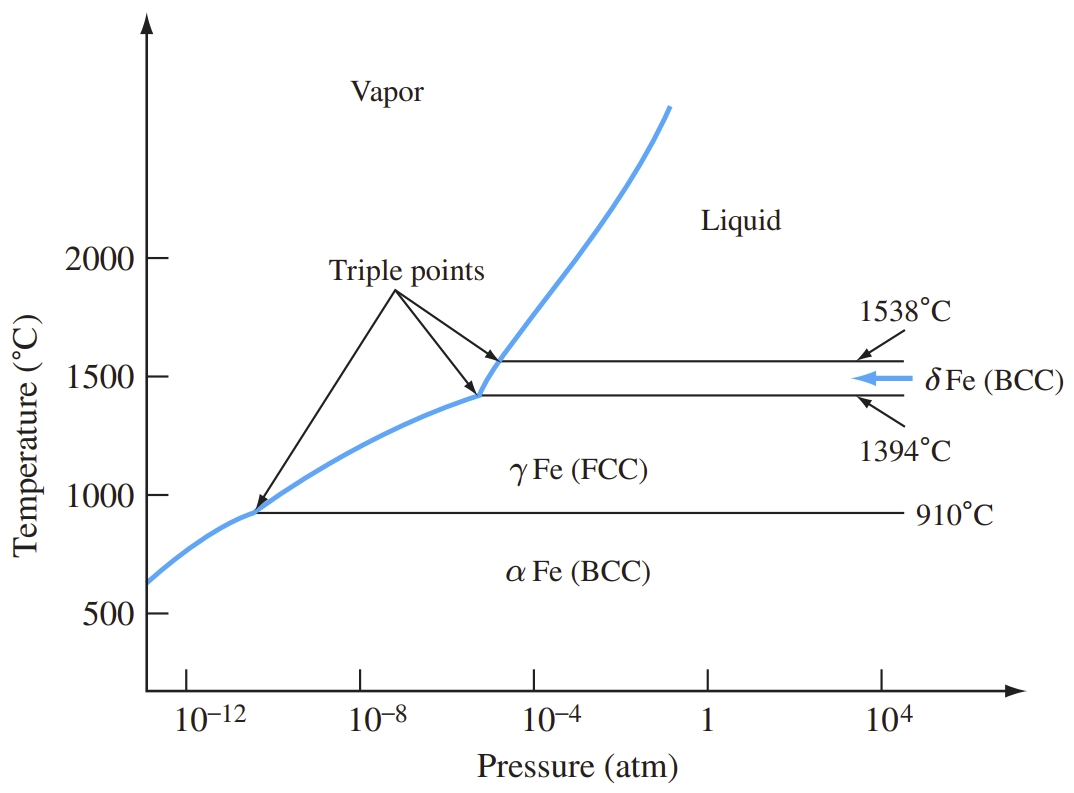 Vapor
Liquid
2000
Triple points
1538°C
1500
δ Fe (BCC)
1394°C
γ Fe (FCC)
1000
910°C
α Fe (BCC)
500
Temperature (°C)
10⁻¹²
10⁻⁸
10⁻⁴
1
10⁴
Pressure (atm)